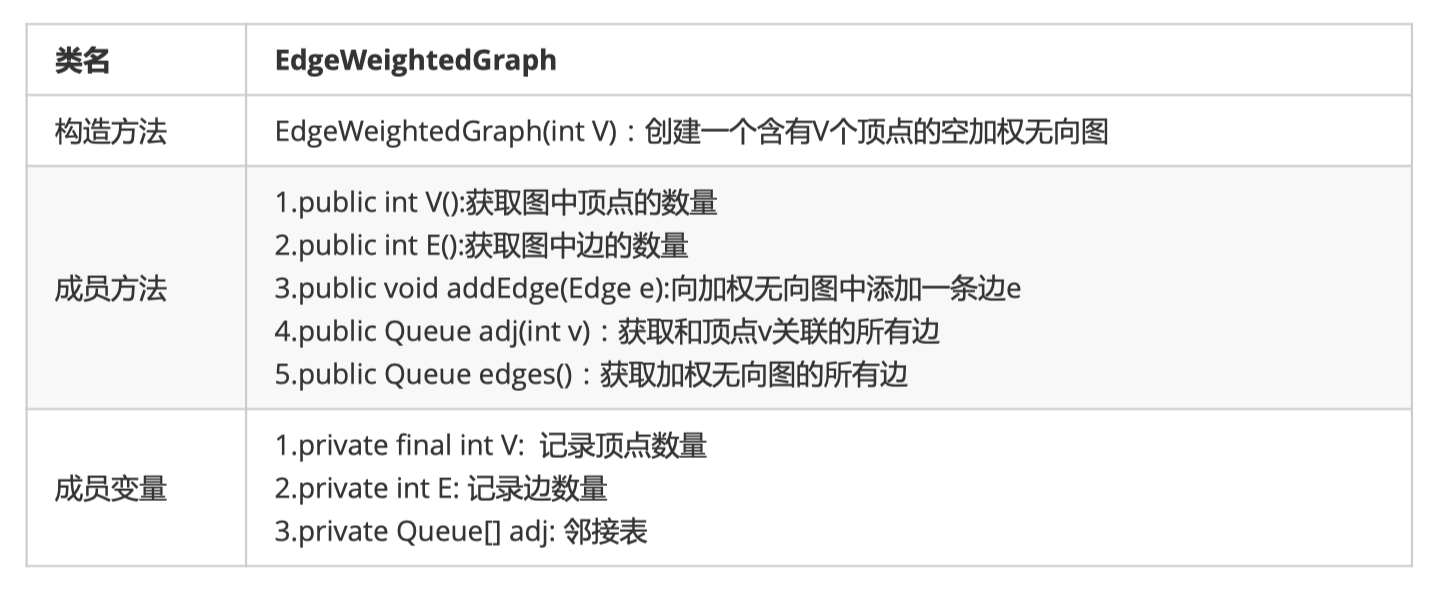 类名 EdgeWeightedGraph
构造方法 EdgeWeightedGraph(int V)：创建一个含有V个顶点的空加权无向图
成员方法
1.public int V():获取图中顶点的数量
2.public int E():获取图中边的数量
3.public void addEdge(Edge e):向加权无向图中添加一条边e
4.public Queue adj(int v)：获取和顶点v关联的所有边
5.public Queue edges()：获取加权无向图的所有边
成员变量
1.private final int V: 记录顶点数量
2.private int E: 记录边数量
3.private Queue[] adj: 邻接表